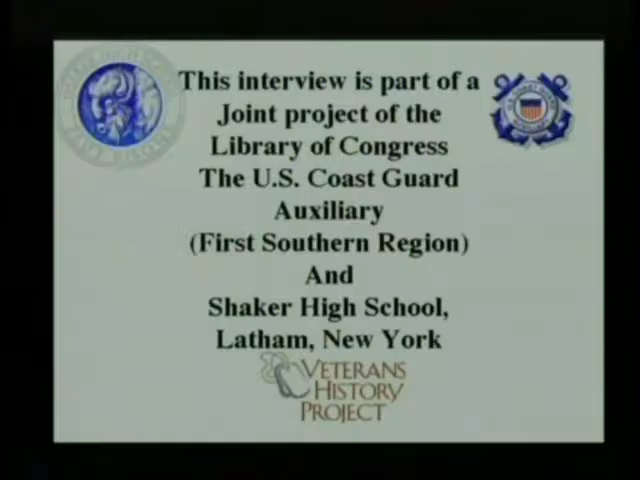 This interview is part of a
Joint project of the
Library of Congress
The U.S. Coast Guard
Auxiliary
(First Southern Region)
And
Shaker High School,
Latham, New York
VETERANS
HISTORY
PROJECT